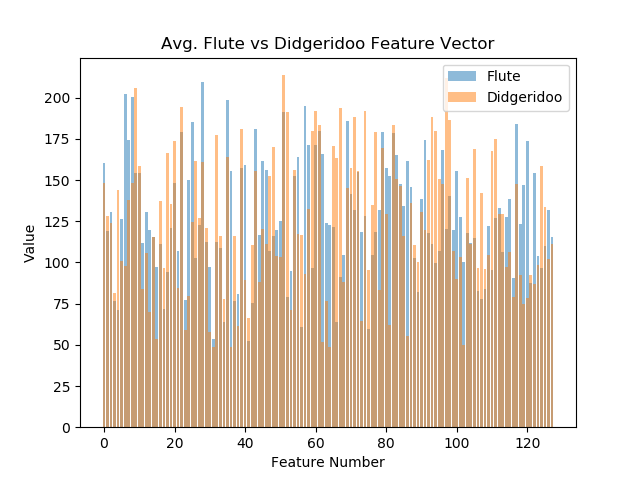 Avg. Flute vs Didgeridoo Feature Vector
Flute
Didgeridoo
200
175
150
125
100
75
50
25
0
Value
0 20 40 60 80 100 120
Feature Number